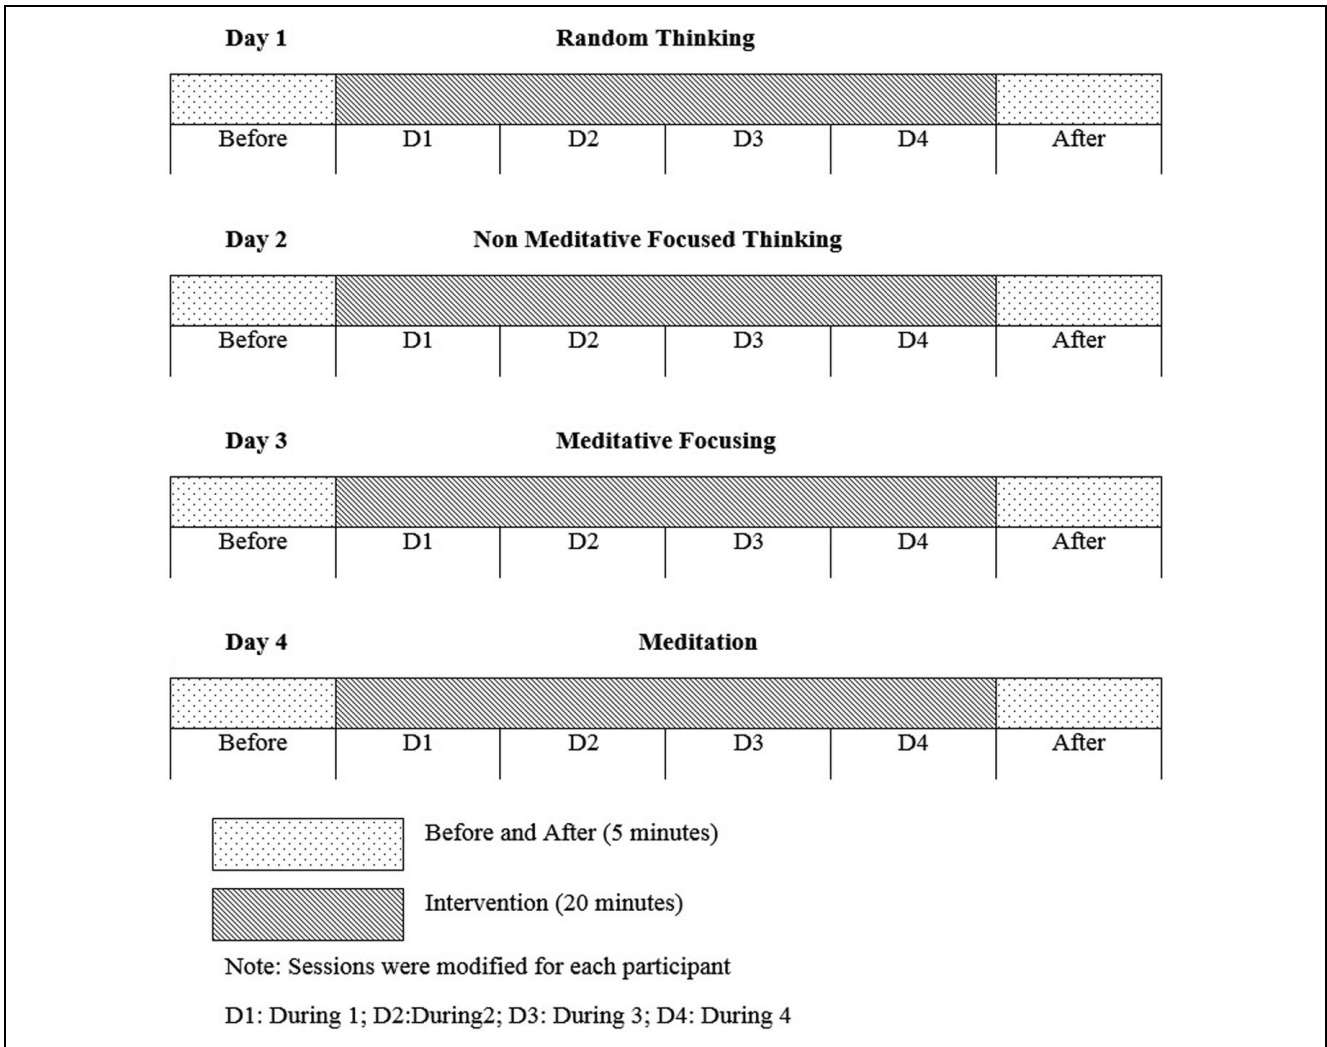 Day 1 Random Thinking
Before D1 D2 D3 D4 After
Day 2 Non Meditative Focused Thinking
Before D1 D2 D3 D4 After
Day 3 Meditative Focusing
Before D1 D2 D3 D4 After
Day 4 Meditation
Before D1 D2 D3 D4 After
Before and After (5 minutes)
Intervention (20 minutes)
Note: Sessions were modified for each participant
D1: During 1; D2:During2; D3: During 3; D4: During 4